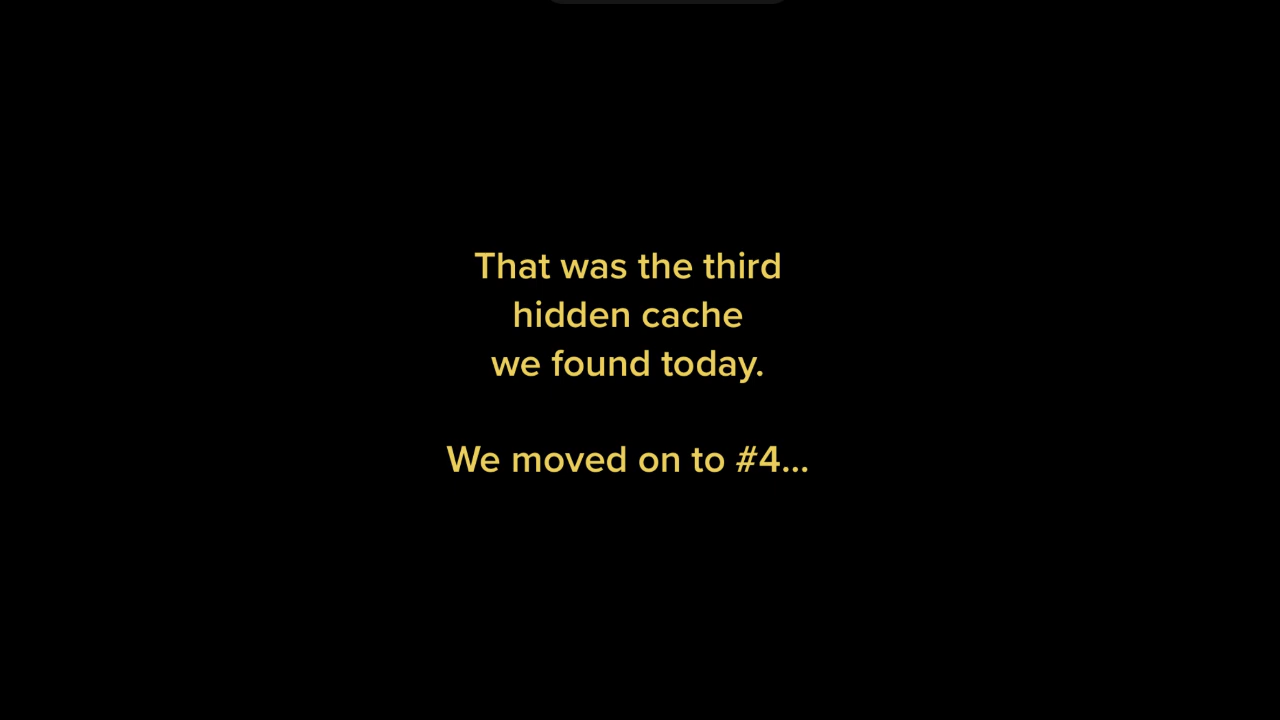 That was the third
hidden cache
we found today.
We moved on to #4...